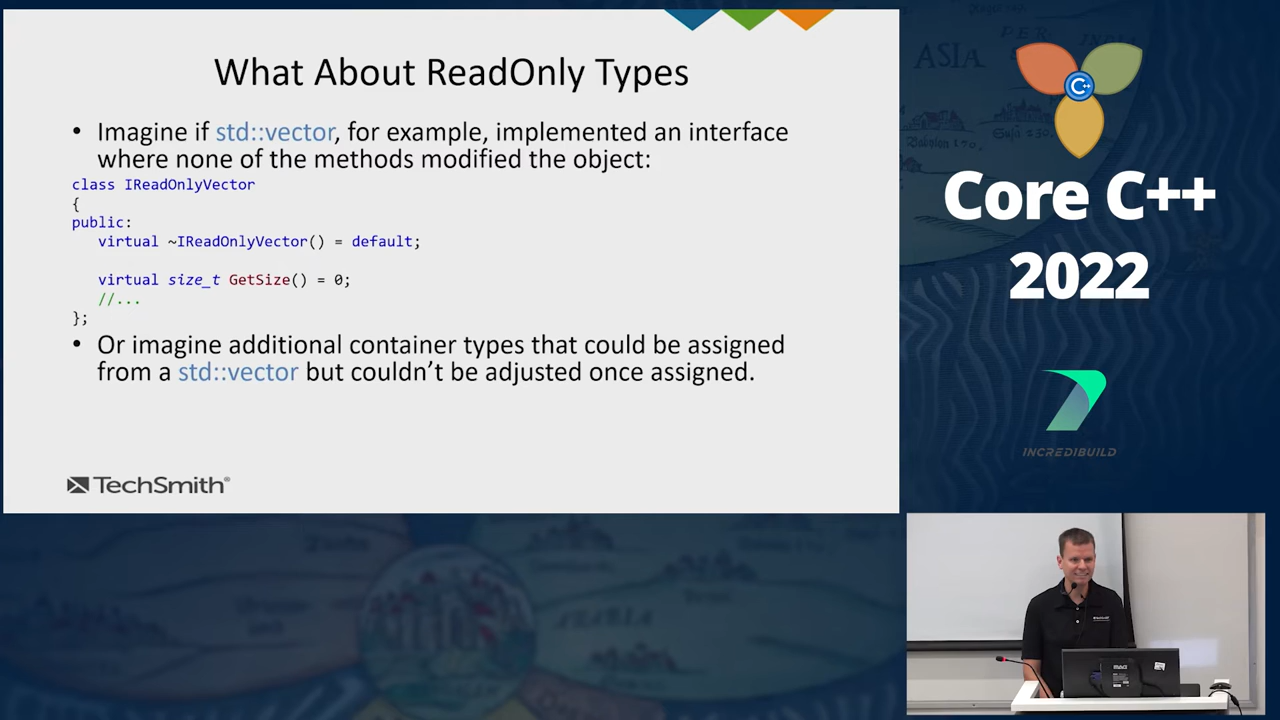 What About ReadOnly Types
• Imagine if std::vector, for example, implemented an interface
where none of the methods modified the object:
class IReadOnlyVector
{
public:
virtual ~IReadOnlyVector() = default;
virtual size_t GetSize() = 0;
//...
};
• Or imagine additional container types that could be assigned
from a std::vector but couldn't be adjusted once assigned.
TechSmith®
ASIA
PER-
INDIA
C++
Core C++
2022
INCREDIBUILD